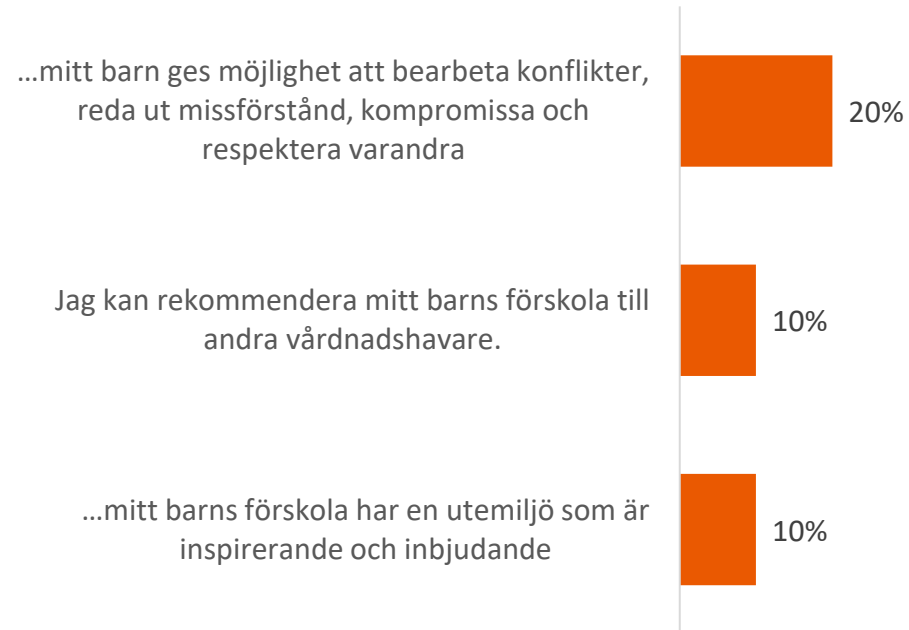 …mitt barn ges möjlighet att bearbeta konflikter,
reda ut missförstånd, kompromissa och
respektera varandra
20%
Jag kan rekommendera mitt barns förskola till
andra vårdnadshavare.
10%
…mitt barns förskola har en utemiljö som är
inspirerande och inbjudande
10%